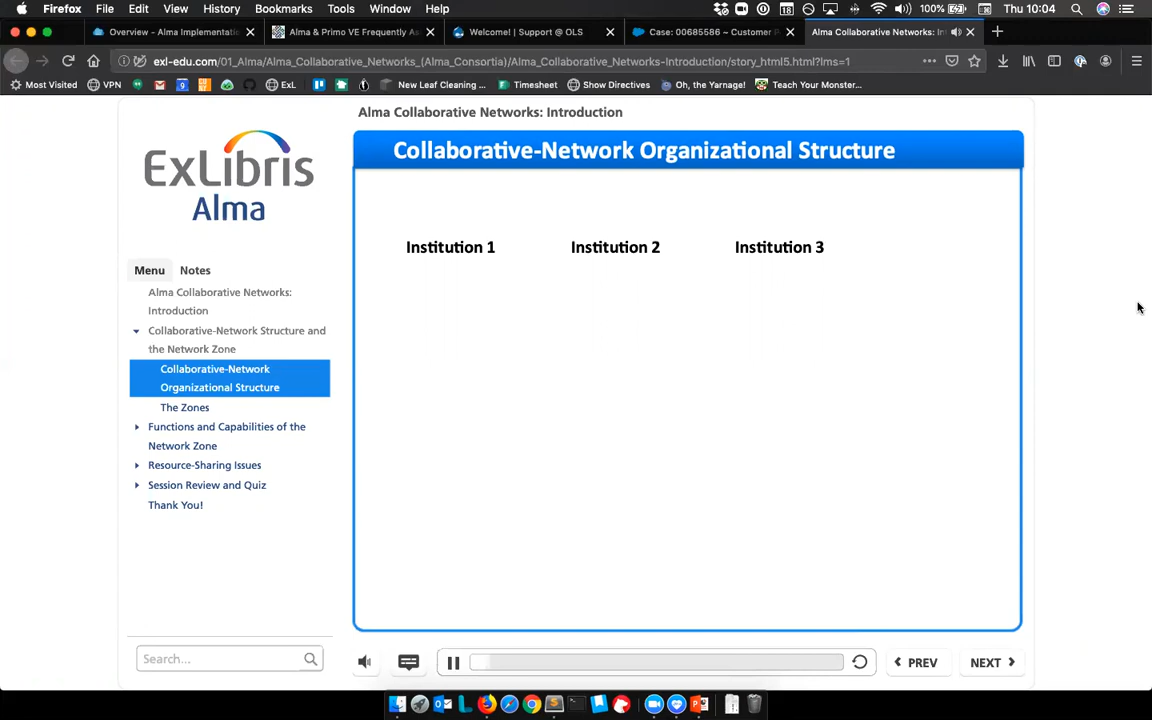 Firefox File Edit View History Bookmarks Tools Window Help 18 100% Thu 10:04
Overview - Alma Implementatio Alma & Primo VE Frequently As Welcome! | Support @ OLS Case: 00685586 ~ Customer P Alma Collaborative Networks: In
exl-edu.com/01_Alma/Alma_Collaborative_Networks_(Alma_Consortia)/Alma_Collaborative_Networks-Introduction/story_html5.html?lms=1
Most Visited VPN 9 ExL New Leaf Cleaning ... Timesheet Show Directives Oh, the Yarnage! Teach Your Monster...
Alma Collaborative Networks: Introduction
ExLibris
Alma
Collaborative-Network Organizational Structure
Institution 1 Institution 2 Institution 3
Menu Notes
Alma Collaborative Networks:
Introduction
Collaborative-Network Structure and
the Network Zone
Collaborative-Network
Organizational Structure
The Zones
Functions and Capabilities of the
Network Zone
Resource-Sharing Issues
Session Review and Quiz
Thank You!
Search...
PREV NEXT